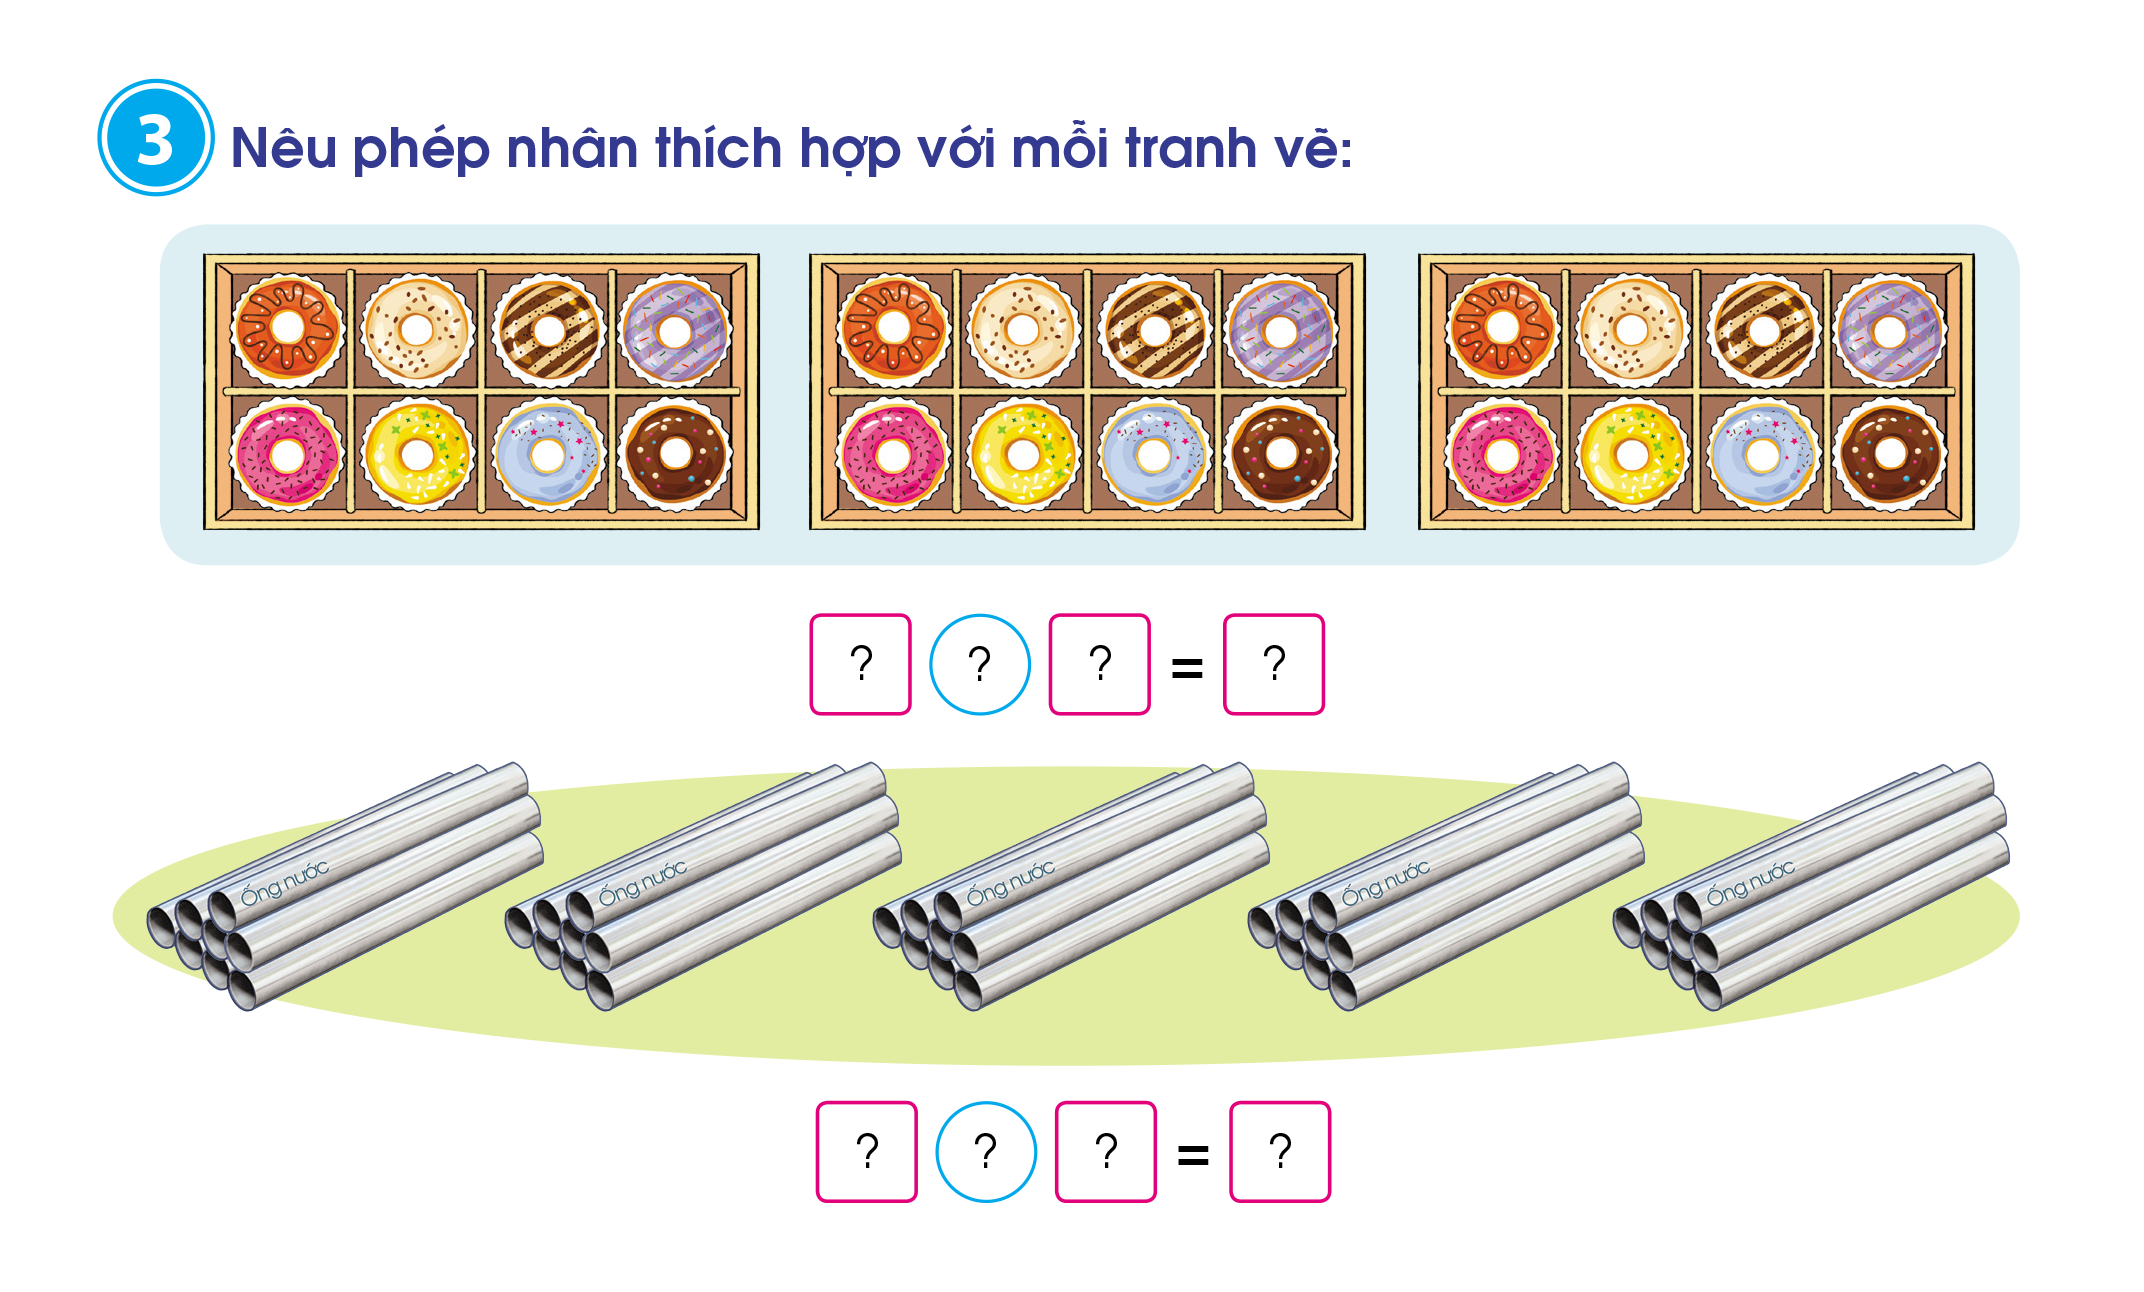 3 Nêu phép nhân thích hợp với mỗi tranh vẽ:
? ? ? = ?
Ống nước Ống nước Ống nước Ống nước Ống nước
? ? ? = ?